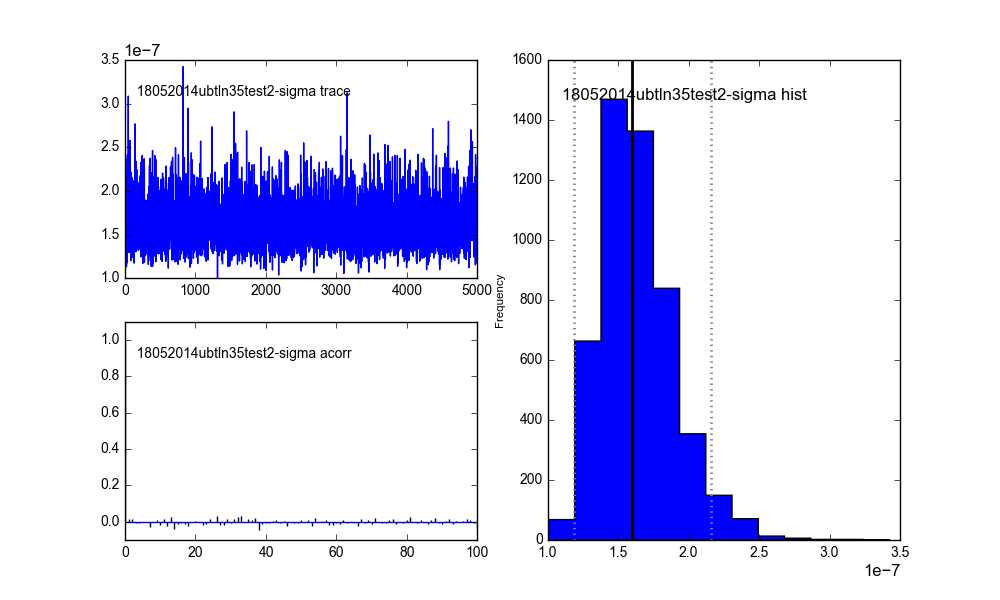 1e−7
3.5
3.0
2.5
2.0
1.5
1.0
18052014ubtln35test2-sigma trace
0 1000 2000 3000 4000 5000
1.0
0.8
0.6
0.4
0.2
0.0
18052014ubtln35test2-sigma acorr
0 20 40 60 80 100
Frequency
1600
1400
1200
1000
800
600
400
200
0
18052014ubtln35test2-sigma hist
1.0 1.5 2.0 2.5 3.0 3.5
1e−7